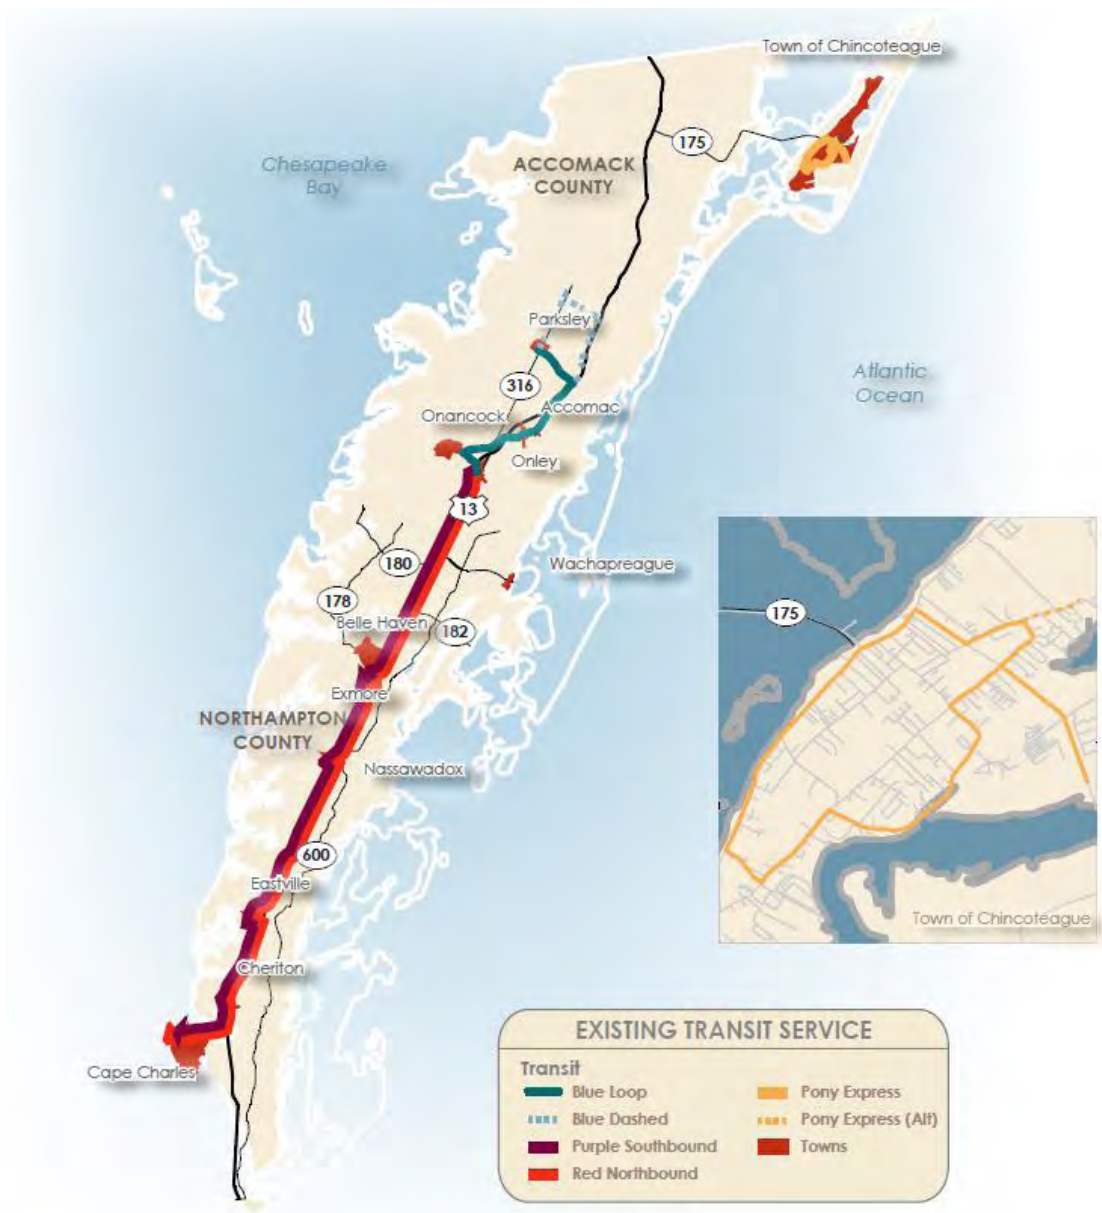 Town of Chincoteague
175
Chesapeake
Bay
ACCOMACK
COUNTY
Parksley
Atlantic
Ocean
316
Accomac
Onancock
Onley
13
180
Wachapreague
178
Belle Haven
182
175
Exmore
NORTHAMPTON
COUNTY
Nassawadox
600
Eastville
Town of Chincoteague
Cheriton
Cape Charles
EXISTING TRANSIT SERVICE
Transit
Blue Loop
Blue Dashed
Purple Southbound
Red Northbound
Pony Express
Pony Express (Alt)
Towns